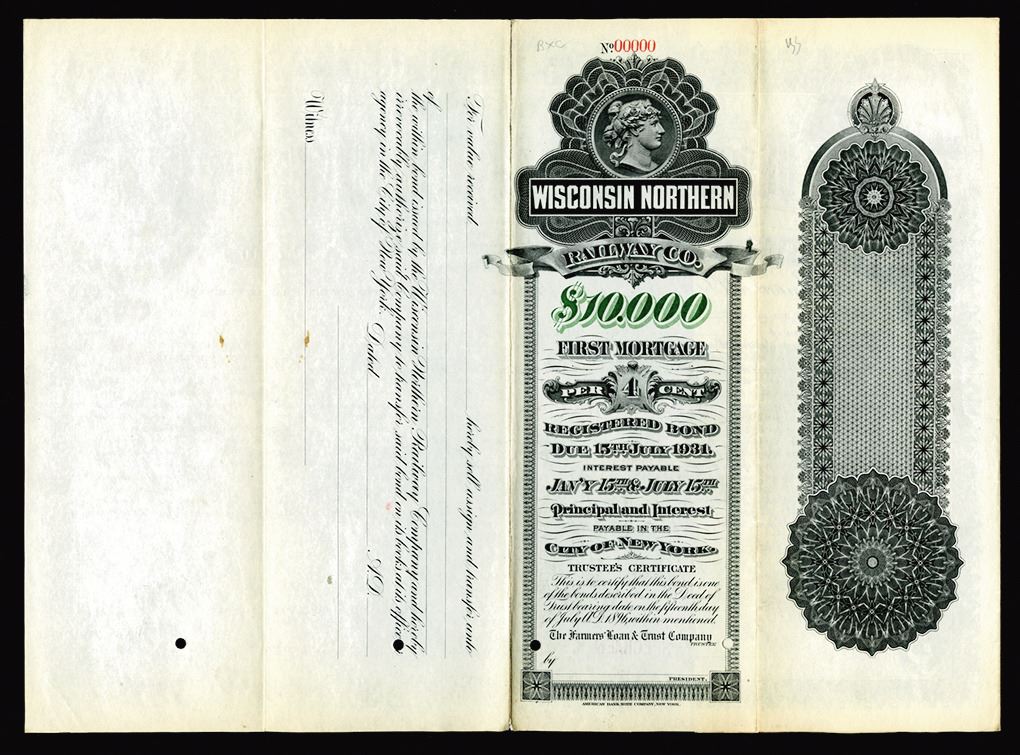 For value received hereby sell assign and transfer unto
of
the within bond issued by the Wisconsin Northern Railway Company and hereby
irrevocably authorize said Company to transfer said bond on its books at its office
agency in the City of New York. Dated A.D.
Witness
No 00000
WISCONSIN NORTHERN
RAILWAY CO.
$10.000
FIRST MORTGAGE
PER 4 CENT
REGISTERED BOND
DUE 15TH JULY 1931.
INTEREST PAYABLE
JAN'Y 15TH & JULY 15TH
Principal and Interest
PAYABLE IN THE
CITY OF NEW YORK.
TRUSTEE'S CERTIFICATE
This is to certify that this bond is one
of the bonds described in the Deed of
Trust bearing date on the fifteenth day
of July A.D. 1896, within mentioned.
The Farmers' Loan & Trust Company
TRUSTEE
by
PRESIDENT.
AMERICAN BANK NOTE COMPANY, NEW YORK.